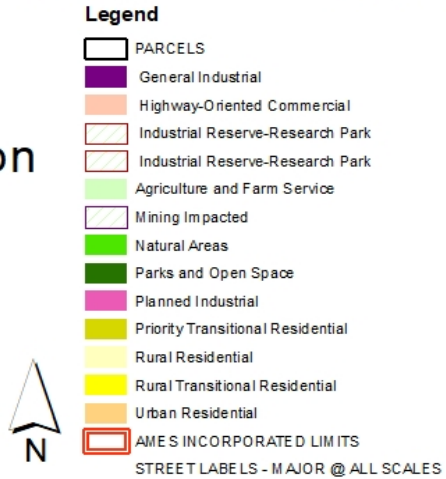 Legend
PARCELS
General Industrial
Highway-Oriented Commercial
Industrial Reserve-Research Park
on
Industrial Reserve-Research Park
Agriculture and Farm Service
Mining Impacted
Natural Areas
Parks and Open Space
Planned Industrial
Priority Transitional Residential
Rural Residential
Rural Transitional Residential
Urban Residential
N
AMES INCORPORATED LIMITS
STREET LABELS - MAJOR @ ALL SCALES